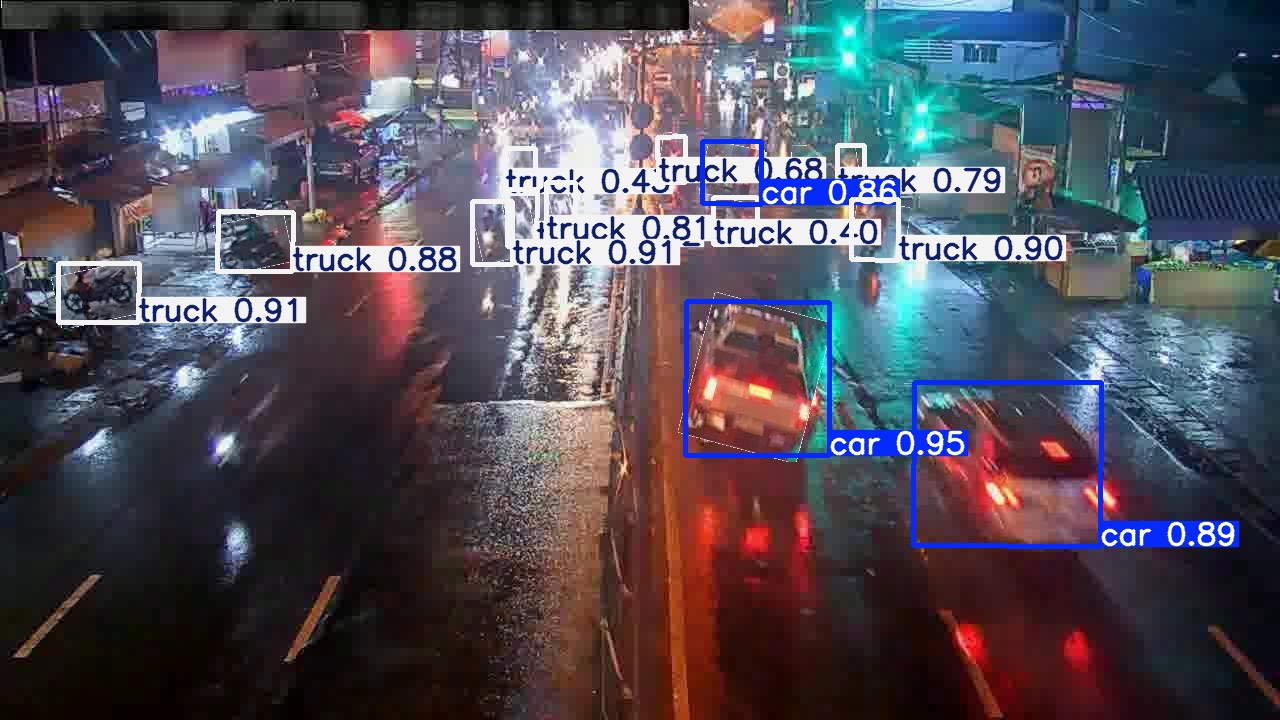 truck 0.43
truck 0.68
truck 0.79
car 0.86
truck 0.81
truck 0.40
truck 0.91
truck 0.90
truck 0.88
truck 0.91
car 0.95
car 0.89